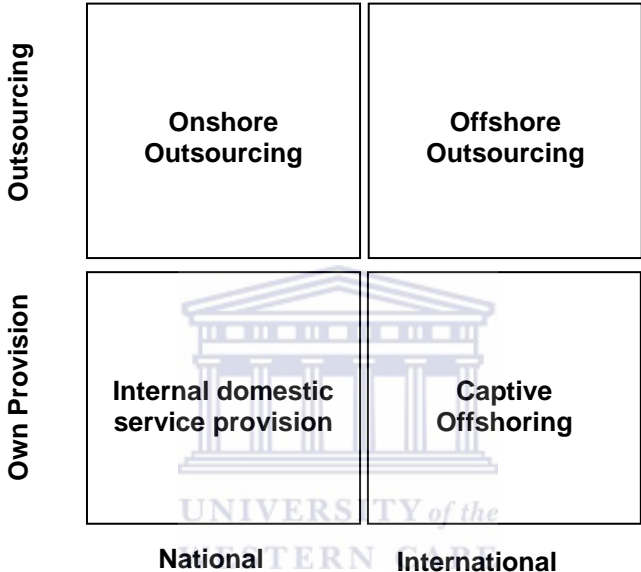 Outsourcing
Onshore
Outsourcing
Offshore
Outsourcing
Own Provision
Internal domestic
service provision
Captive
Offshoring
UNIVERSITY of the
WESTERN CAPE
National
International